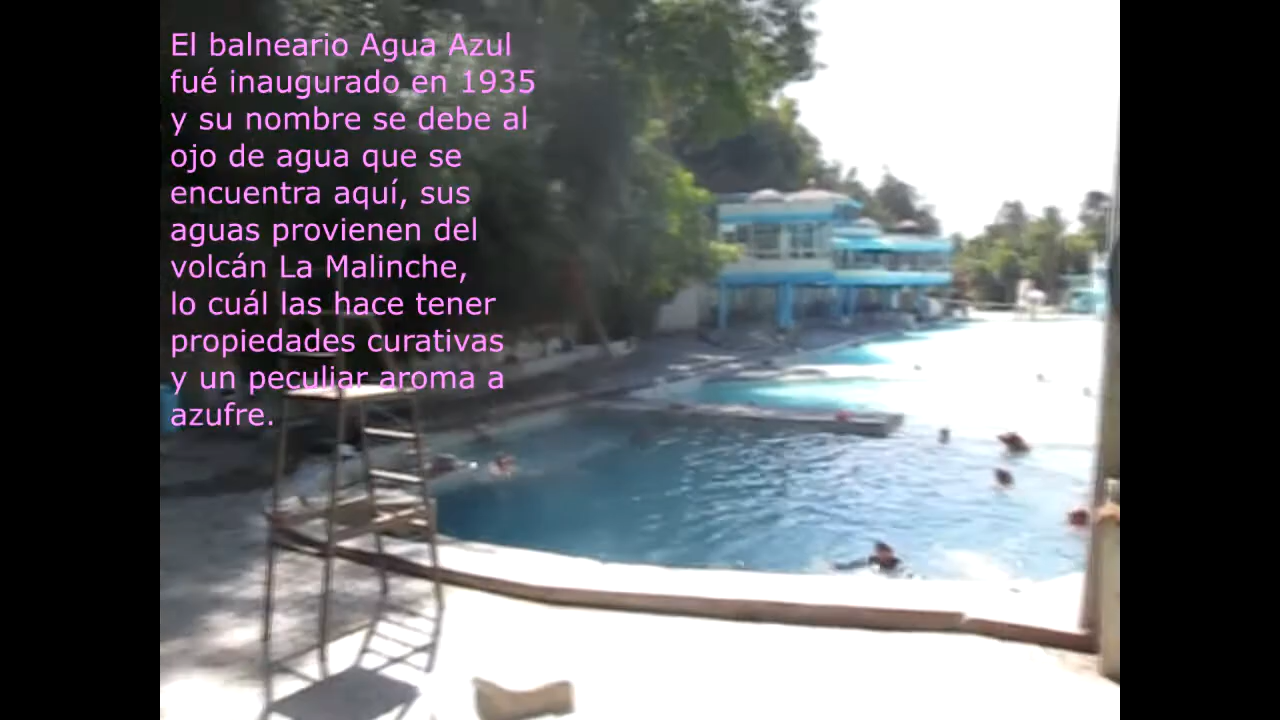 El balneario Agua Azul
fué inaugurado en 1935
y su nombre se debe al
ojo de agua que se
encuentra aquí, sus
aguas provienen del
volcán La Malinche,
lo cuál las hace tener
propiedades curativas
y un peculiar aroma a
azufre.